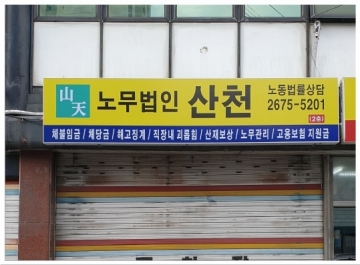 山天 노무법인 산천 노동법률상담
2675-5201
(2층)
체불임금 / 체당금 / 해고징계 / 직장내 괴롭힘 / 산재보상 / 노무관리 / 고용보험 지원금